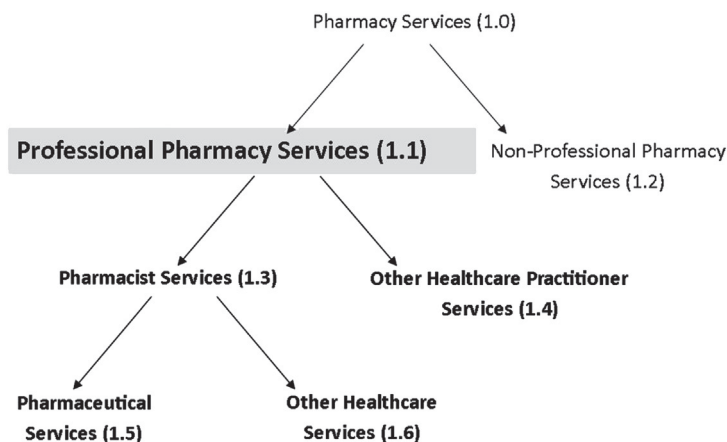 Pharmacy Services (1.0)
Professional Pharmacy Services (1.1)
Non-Professional Pharmacy
Services (1.2)
Pharmacist Services (1.3)
Other Healthcare Practitioner
Services (1.4)
Pharmaceutical
Services (1.5)
Other Healthcare
Services (1.6)